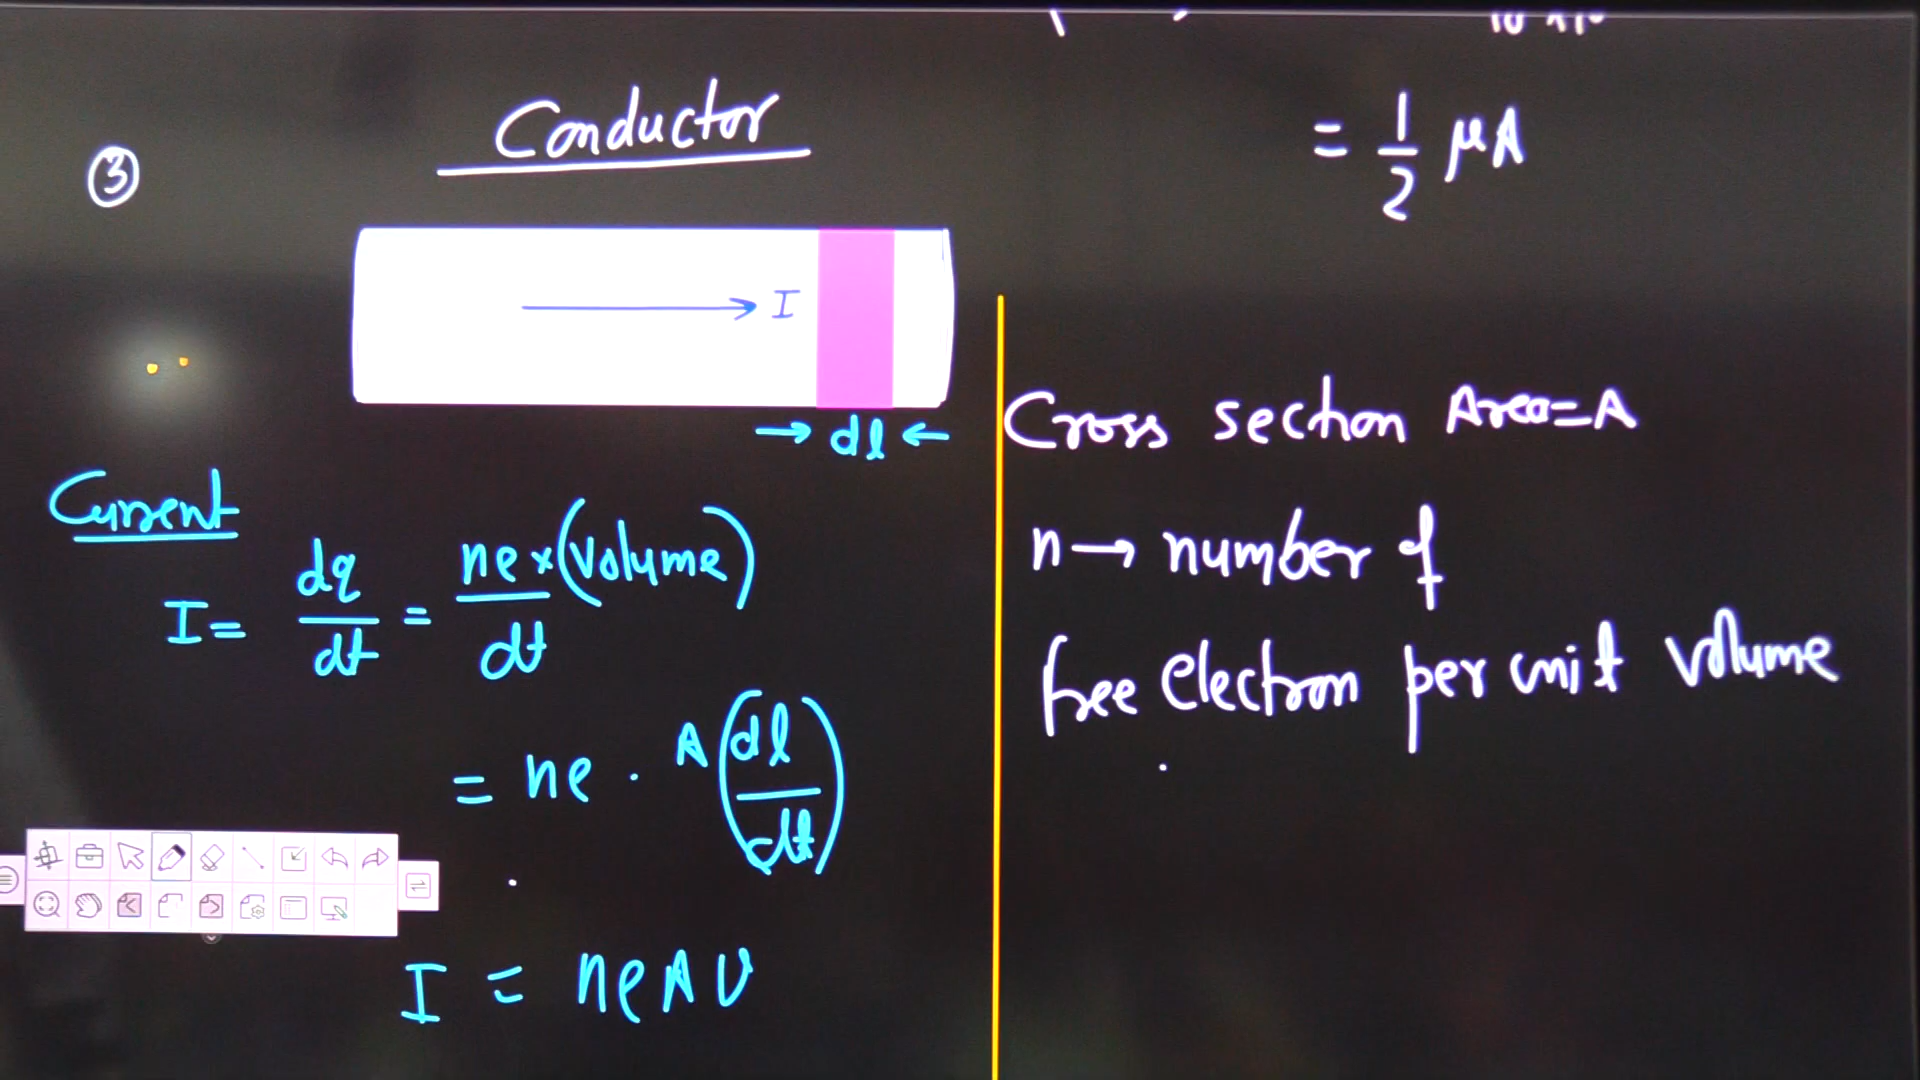 ③
Conductor
= 1/2 μA
I
→ dl ←
Cross section Area=A
Current
I = dq/dt = ne×(Volume)/dt
n → number of
free electron per unit volume
= ne . A (dl/dt)
I = neAv